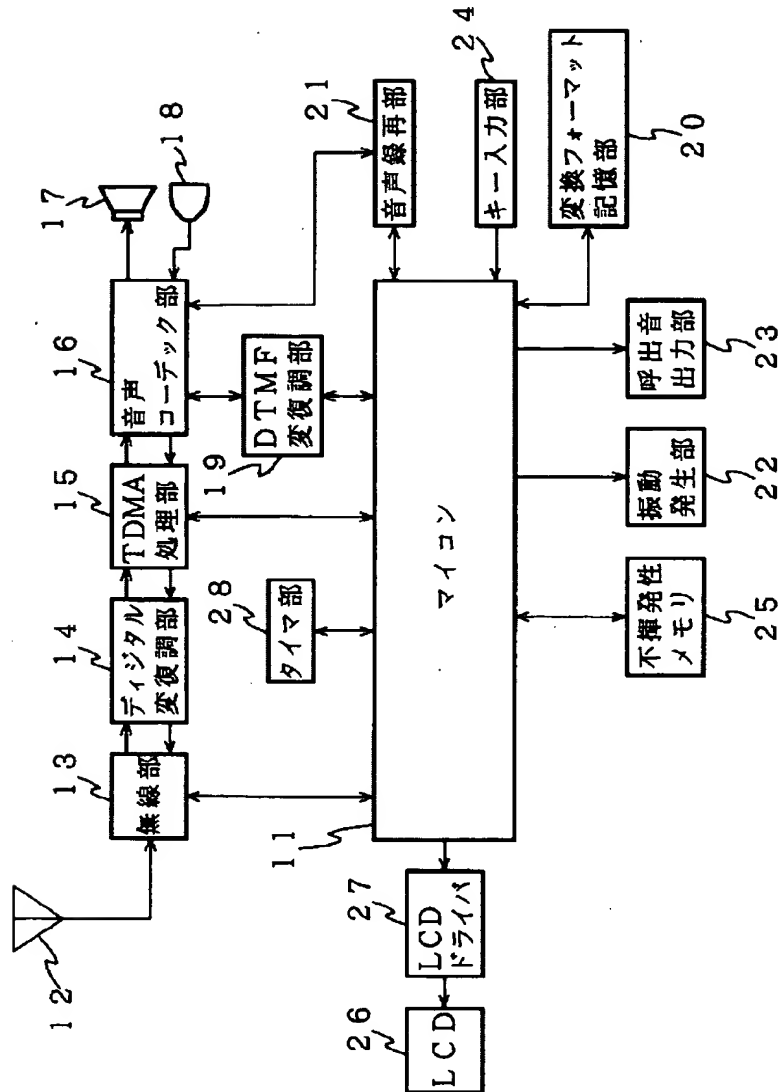 12
13
無線部
14
ディジタル
変復調部
15
TDMA
処理部
16
音声
コーデック部
17
18
28
タイマ部
19
DTMF
変復調部
21
音声録再部
24
キー入力部
変換フォーマット
記憶部
20
11
マイコン
27
LCD
ドライバ
26
LCD
不揮発性
メモリ
25
振動
発生部
22
呼出音
出力部
23